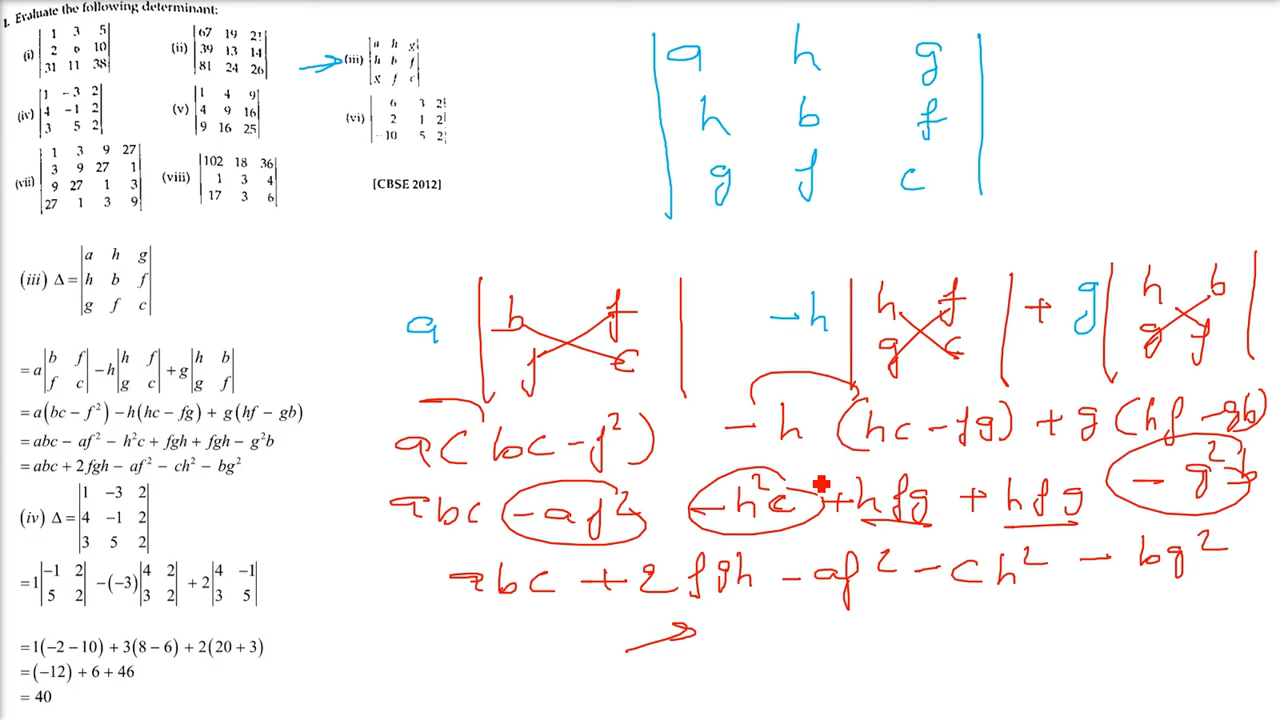 1. Evaluate the following determinant:
(i) |1 3 5|
|2 6 10|
|31 11 38|
(ii) |67 19 21|
|39 13 14|
|81 24 26|
(iii) |a h g|
|h b f|
|g f c|
(iv) |1 -3 2|
|4 -1 2|
|3 5 2|
(v) |1 4 9|
|4 9 16|
|9 16 25|
(vi) |6 3 2|
|2 1 2|
|-10 5 2|
(vii) |1 3 9 27|
|3 9 27 1|
|9 27 1 3|
|27 1 3 9|
(viii) |102 18 36|
|1 3 4|
|17 3 6|
[CBSE 2012]
(iii) Δ = |a h g|
|h b f|
|g f c|
= a|b f| - h|h f| + g|h b|
|f c| |g c| |g f|
= a(bc - f²) - h(hc - fg) + g(hf - gb)
= abc - af² - h²c + fgh + fgh - g²b
= abc + 2fgh - af² - ch² - bg²
(iv) Δ = |1 -3 2|
|4 -1 2|
|3 5 2|
= 1|-1 2| - (-3)|4 2| + 2|4 -1|
|5 2| |3 2| |3 5|
= 1(-2 - 10) + 3(8 - 6) + 2(20 + 3)
= (-12) + 6 + 46
= 40
|a h g|
|h b f|
|g f c|
a |b f| - h |h f| + g |h b|
|f c| |g c| |g f|
a(bc - f²) - h (hc - fg) + g (hf - gb)
abc - af² - h²c + hfg + hfg - g²b
abc + 2fgh - af² - ch² - bg²